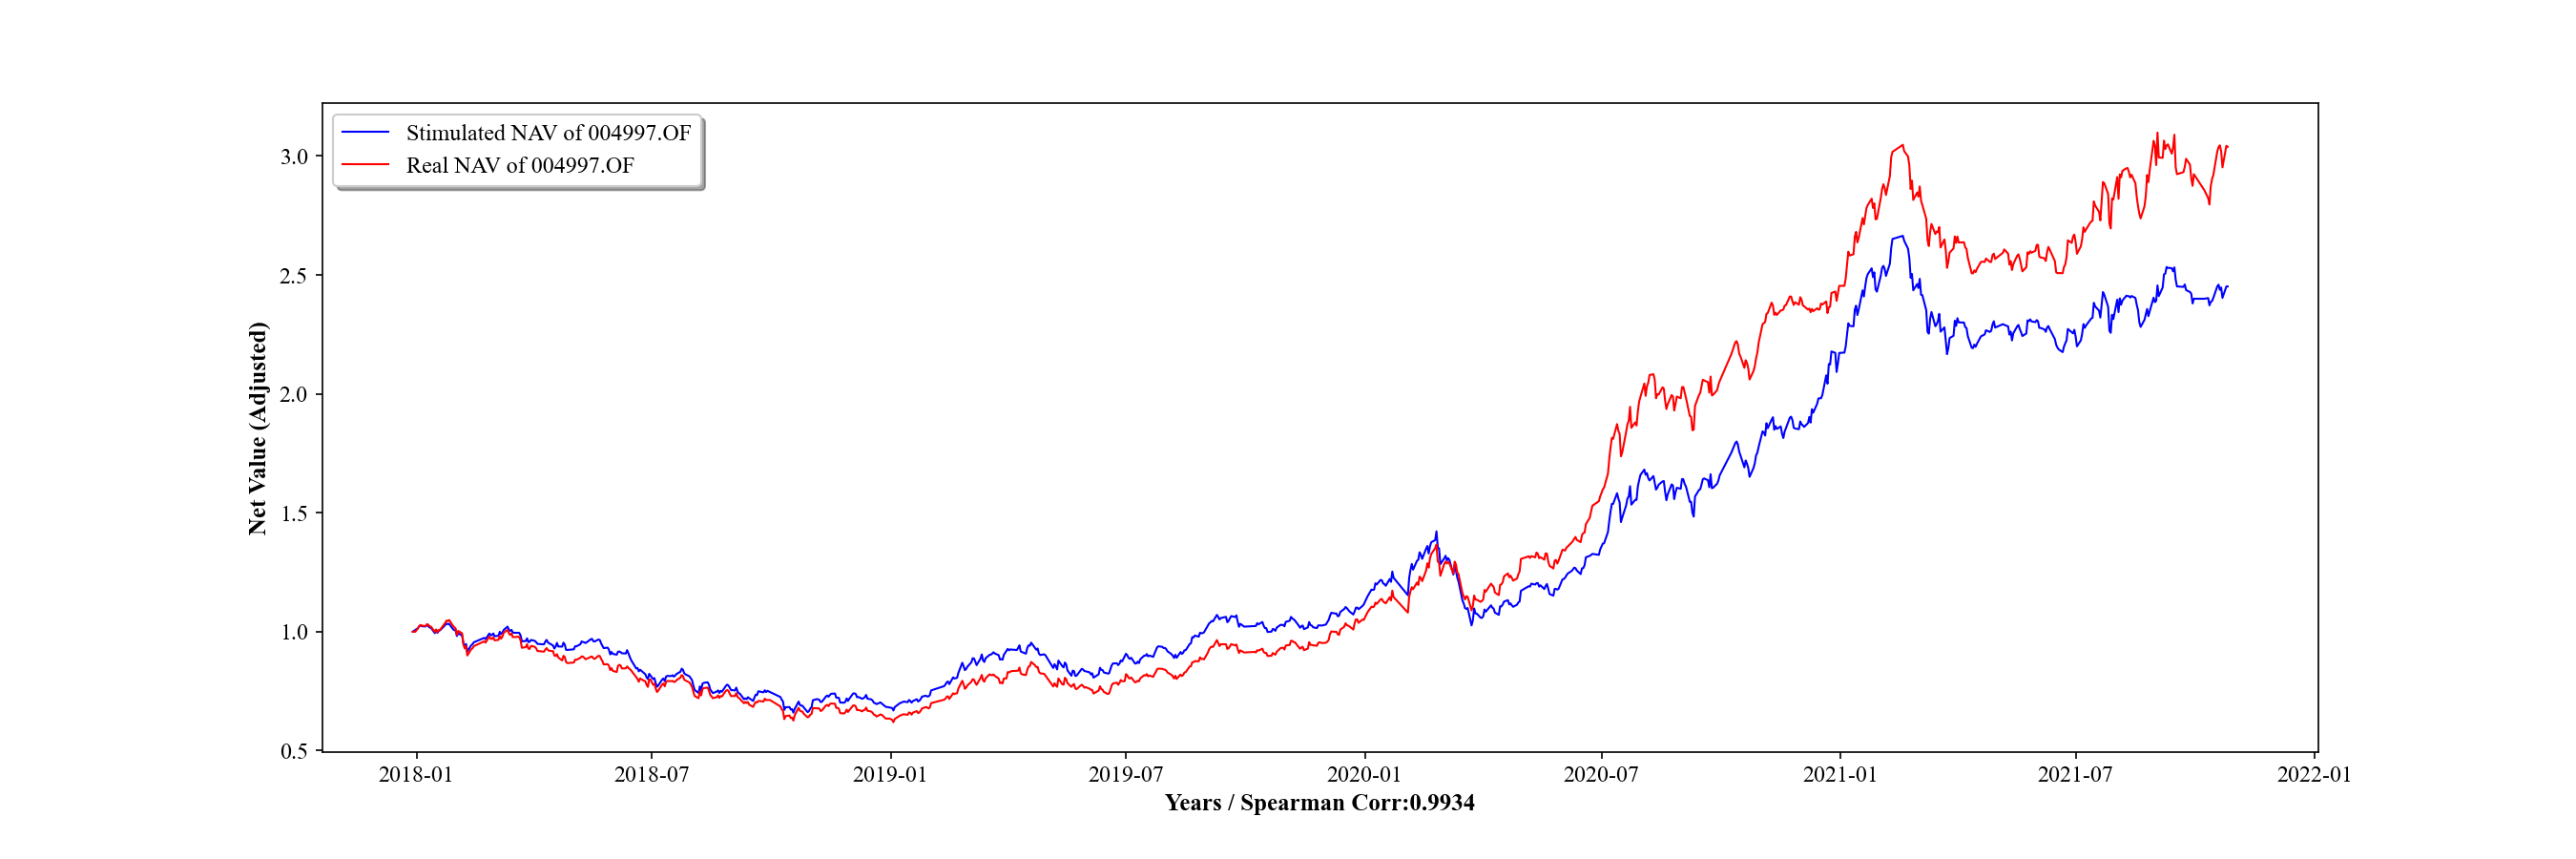 Stimulated NAV of 004997.OF
Real NAV of 004997.OF
Net Value (Adjusted)
3.0
2.5
2.0
1.5
1.0
0.5
2018-01 2018-07 2019-01 2019-07 2020-01 2020-07 2021-01 2021-07 2022-01
Years / Spearman Corr:0.9934